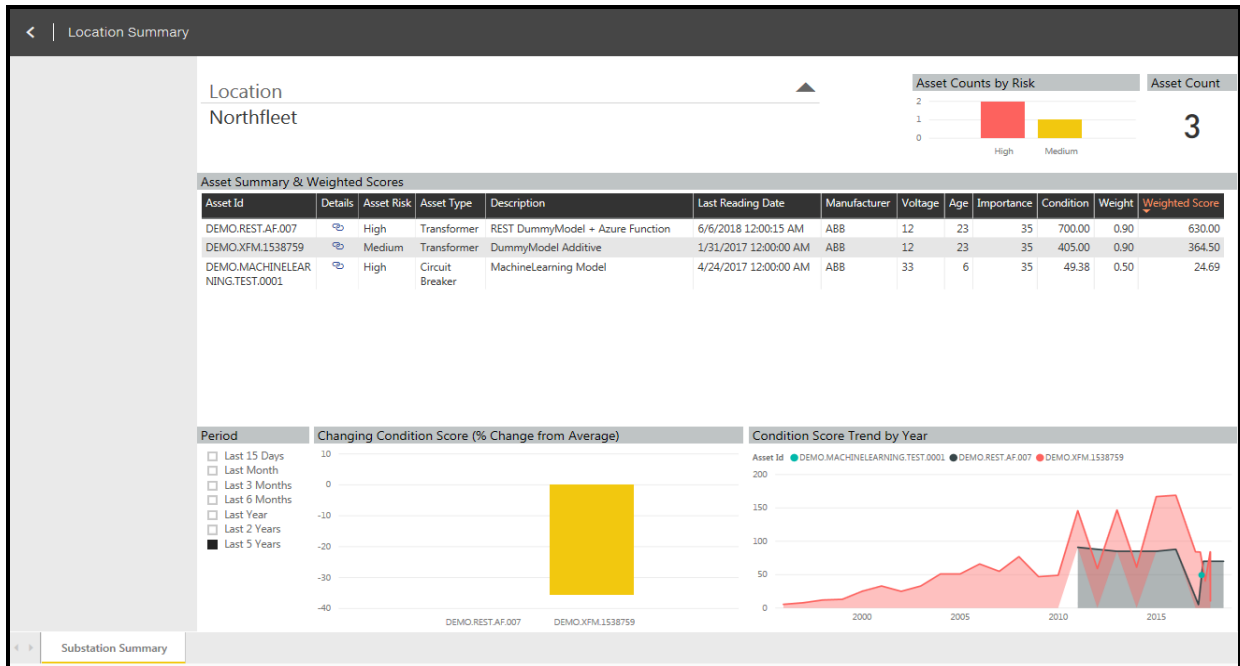 Location Summary
Location
Northfleet
Asset Counts by Risk
2
1
0
High Medium
Asset Count
3
Asset Summary & Weighted Scores
Asset Id Details Asset Risk Asset Type Description Last Reading Date Manufacturer Voltage Age Importance Condition Weight Weighted Score
DEMO.REST.AF.007 High Transformer REST DummyModel + Azure Function 6/6/2018 12:00:15 AM ABB 12 23 35 700.00 0.90 630.00
DEMO.XFM.1538759 Medium Transformer DummyModel Additive 1/31/2017 12:00:00 AM ABB 12 23 35 405.00 0.90 364.50
DEMO.MACHINELEAR High Circuit MachineLearning Model 4/24/2017 12:00:00 AM ABB 33 6 35 49.38 0.50 24.69
NING.TEST.0001 Breaker
Period
Last 15 Days
Last Month
Last 3 Months
Last 6 Months
Last Year
Last 2 Years
Last 5 Years
Changing Condition Score (% Change from Average)
10
0
-10
-20
-30
-40
DEMO.REST.AF.007 DEMO.XFM.1538759
Condition Score Trend by Year
Asset Id DEMO.MACHINELEARNING.TEST.0001 DEMO.REST.AF.007 DEMO.XFM.1538759
200
150
100
50
0
2000 2005 2010 2015
Substation Summary